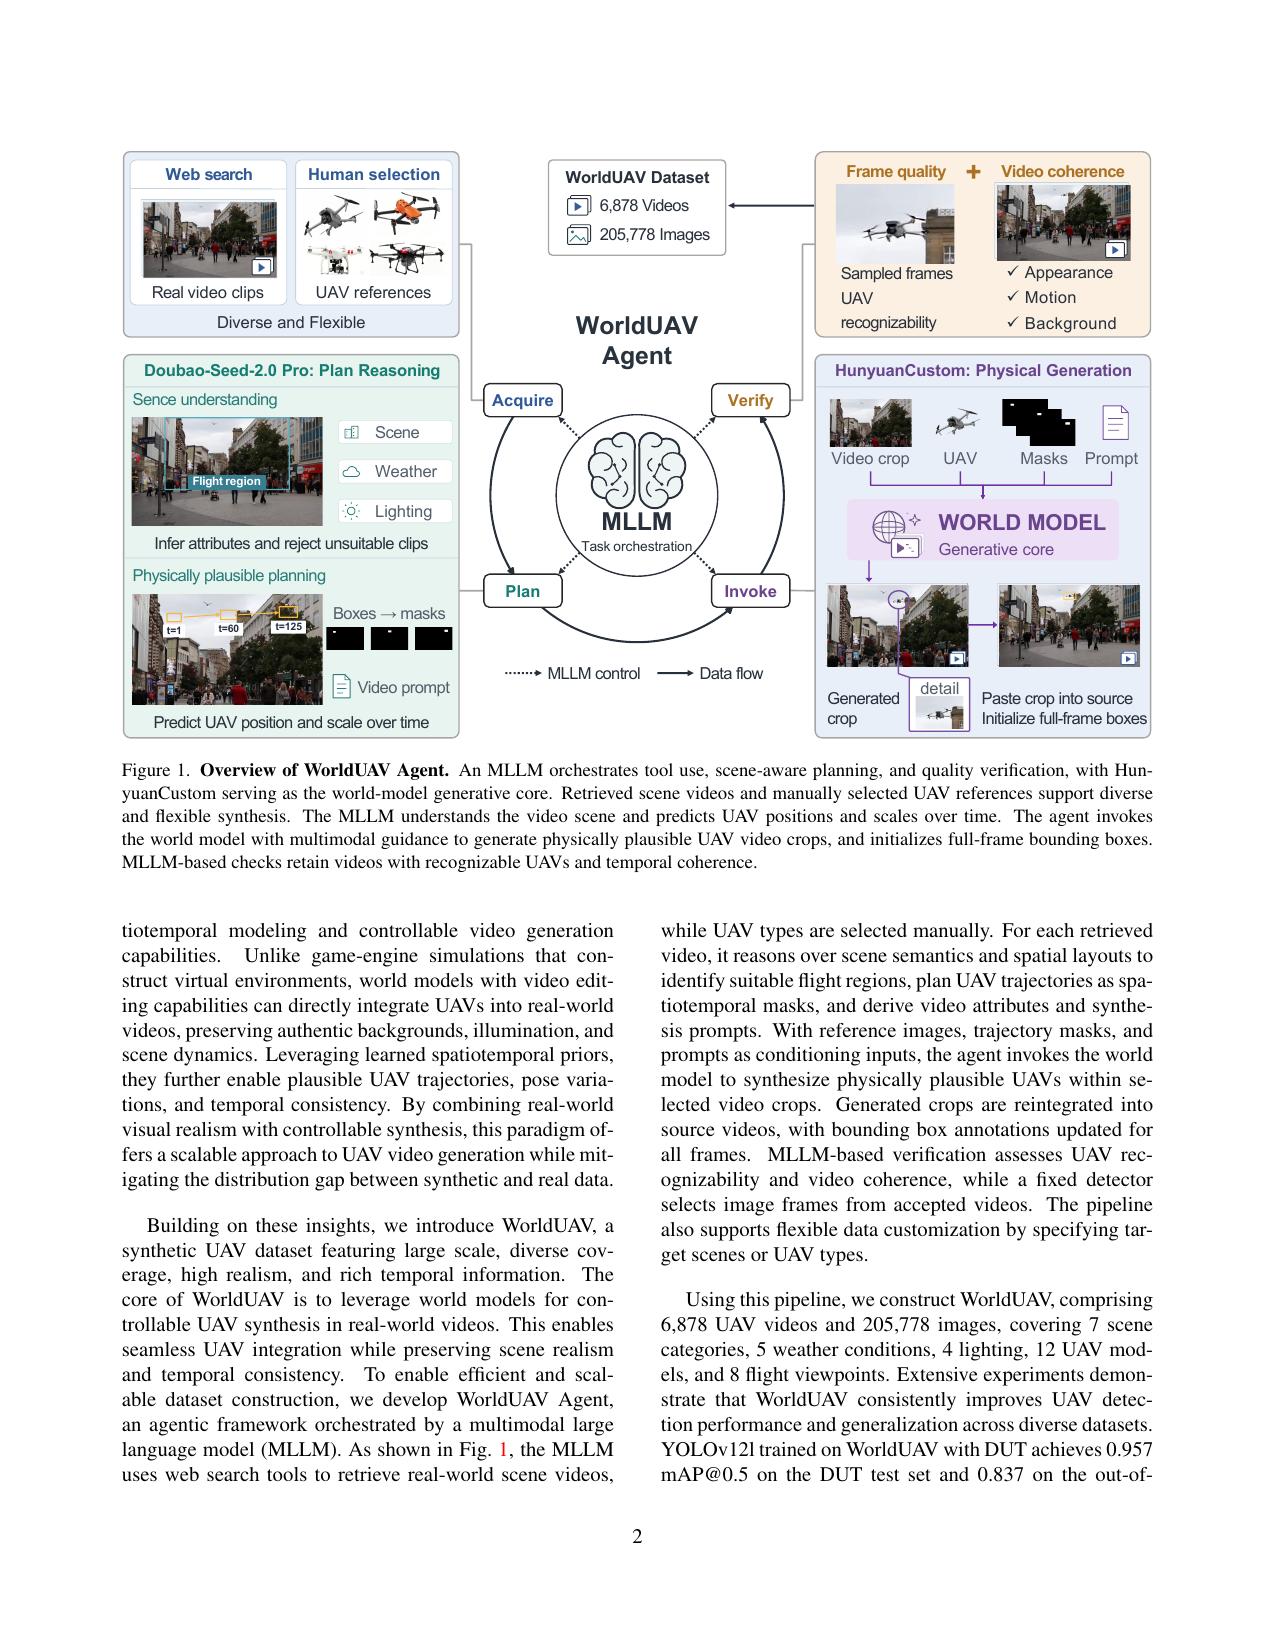 Web search
Human selection
Real video clips
UAV references
Diverse and Flexible
WorldUAV Dataset
6,878 Videos
205,778 Images
Frame quality + Video coherence
Sampled frames
UAV
recognizability
✓ Appearance
✓ Motion
✓ Background
WorldUAV
Agent
Doubao-Seed-2.0 Pro: Plan Reasoning
Sence understanding
Flight region
Scene
Weather
Lighting
Infer attributes and reject unsuitable clips
Physically plausible planning
t=1
t=60
t=125
Boxes → masks
Video prompt
Predict UAV position and scale over time
Acquire
Verify
MLLM
Task orchestration
Plan
Invoke
MLLM control
Data flow
HunyuanCustom: Physical Generation
Video crop
UAV
Masks
Prompt
WORLD MODEL
Generative core
Generated
crop
detail
Paste crop into source
Initialize full-frame boxes
Figure 1. Overview of WorldUAV Agent. An MLLM orchestrates tool use, scene-aware planning, and quality verification, with Hun-
yuanCustom serving as the world-model generative core. Retrieved scene videos and manually selected UAV references support diverse
and flexible synthesis. The MLLM understands the video scene and predicts UAV positions and scales over time. The agent invokes
the world model with multimodal guidance to generate physically plausible UAV video crops, and initializes full-frame bounding boxes.
MLLM-based checks retain videos with recognizable UAVs and temporal coherence.
tiotemporal modeling and controllable video generation
capabilities. Unlike game-engine simulations that con-
struct virtual environments, world models with video edit-
ing capabilities can directly integrate UAVs into real-world
videos, preserving authentic backgrounds, illumination, and
scene dynamics. Leveraging learned spatiotemporal priors,
they further enable plausible UAV trajectories, pose varia-
tions, and temporal consistency. By combining real-world
visual realism with controllable synthesis, this paradigm of-
fers a scalable approach to UAV video generation while mit-
igating the distribution gap between synthetic and real data.
Building on these insights, we introduce WorldUAV, a
synthetic UAV dataset featuring large scale, diverse cov-
erage, high realism, and rich temporal information. The
core of WorldUAV is to leverage world models for con-
trollable UAV synthesis in real-world videos. This enables
seamless UAV integration while preserving scene realism
and temporal consistency. To enable efficient and scal-
able dataset construction, we develop WorldUAV Agent,
an agentic framework orchestrated by a multimodal large
language model (MLLM). As shown in Fig. 1, the MLLM
uses web search tools to retrieve real-world scene videos,
while UAV types are selected manually. For each retrieved
video, it reasons over scene semantics and spatial layouts to
identify suitable flight regions, plan UAV trajectories as spa-
tiotemporal masks, and derive video attributes and synthe-
sis prompts. With reference images, trajectory masks, and
prompts as conditioning inputs, the agent invokes the world
model to synthesize physically plausible UAVs within se-
lected video crops. Generated crops are reintegrated into
source videos, with bounding box annotations updated for
all frames. MLLM-based verification assesses UAV rec-
ognizability and video coherence, while a fixed detector
selects image frames from accepted videos. The pipeline
also supports flexible data customization by specifying tar-
get scenes or UAV types.
Using this pipeline, we construct WorldUAV, comprising
6,878 UAV videos and 205,778 images, covering 7 scene
categories, 5 weather conditions, 4 lighting, 12 UAV mod-
els, and 8 flight viewpoints. Extensive experiments demon-
strate that WorldUAV consistently improves UAV detec-
tion performance and generalization across diverse datasets.
YOLOv12l trained on WorldUAV with DUT achieves 0.957
mAP@0.5 on the DUT test set and 0.837 on the out-of-
2